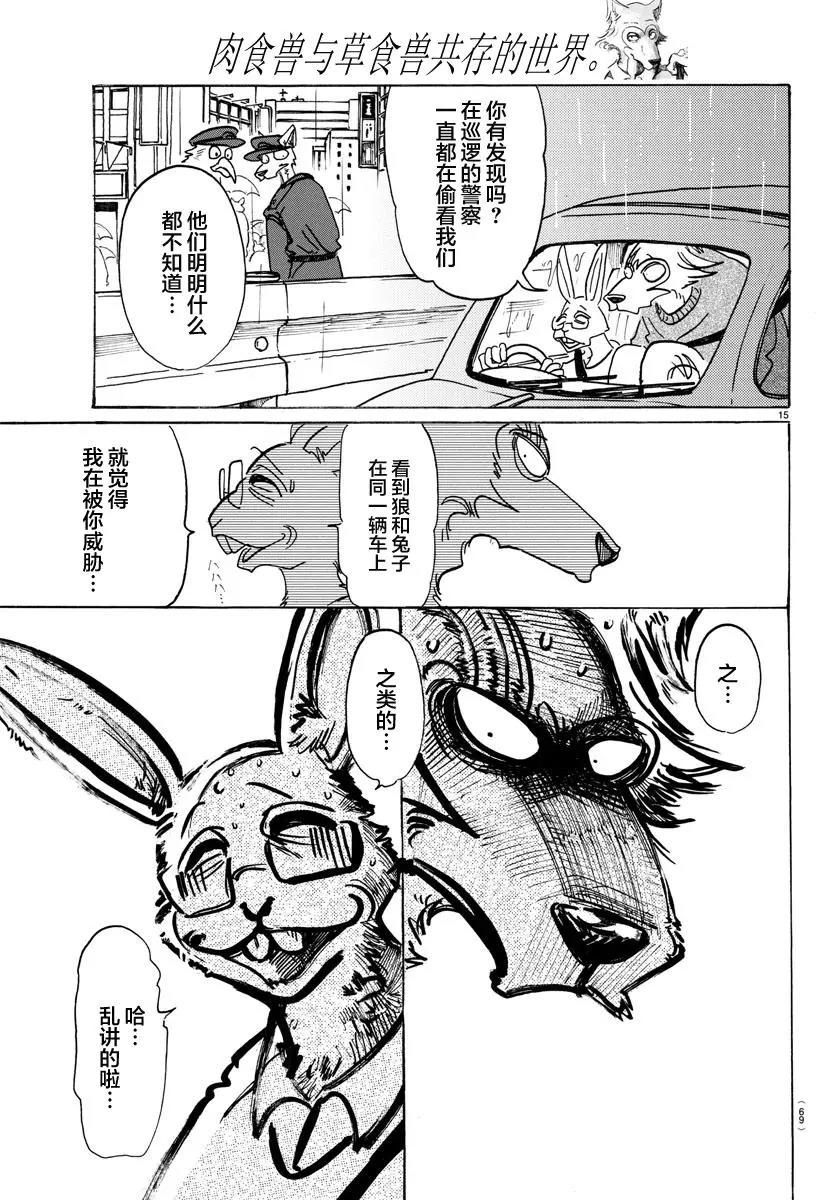 肉食兽与草食兽共存的世界。
你有发现吗？
在巡逻的警察
一直都在偷看我们
他们明明什么
都不知道…
15
看到狼和兔子
在同一辆车上
就觉得
我在被你威胁…
之…
之类的…
哈…
乱讲的啦…
（69）